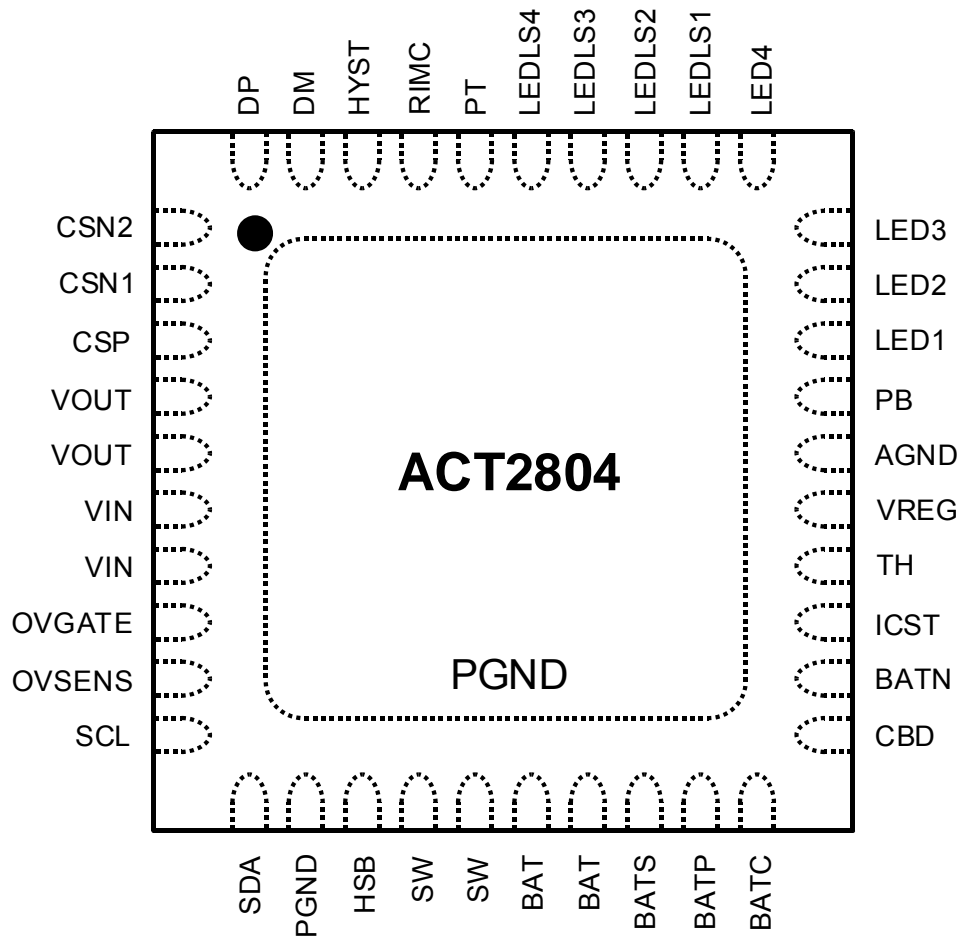 DP
DM
HYST
RIMC
PT
LEDLS4
LEDLS3
LEDLS2
LEDLS1
LED4
CSN2
CSN1
CSP
VOUT
VOUT
VIN
VIN
OVGATE
OVSENS
SCL
ACT2804
PGND
LED3
LED2
LED1
PB
AGND
VREG
TH
ICST
BATN
CBD
SDA
PGND
HSB
SW
SW
BAT
BAT
BATS
BATP
BATC